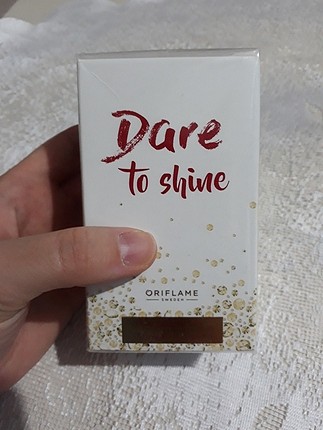 Dare
to shine
ORIFLAME
SWEDEN